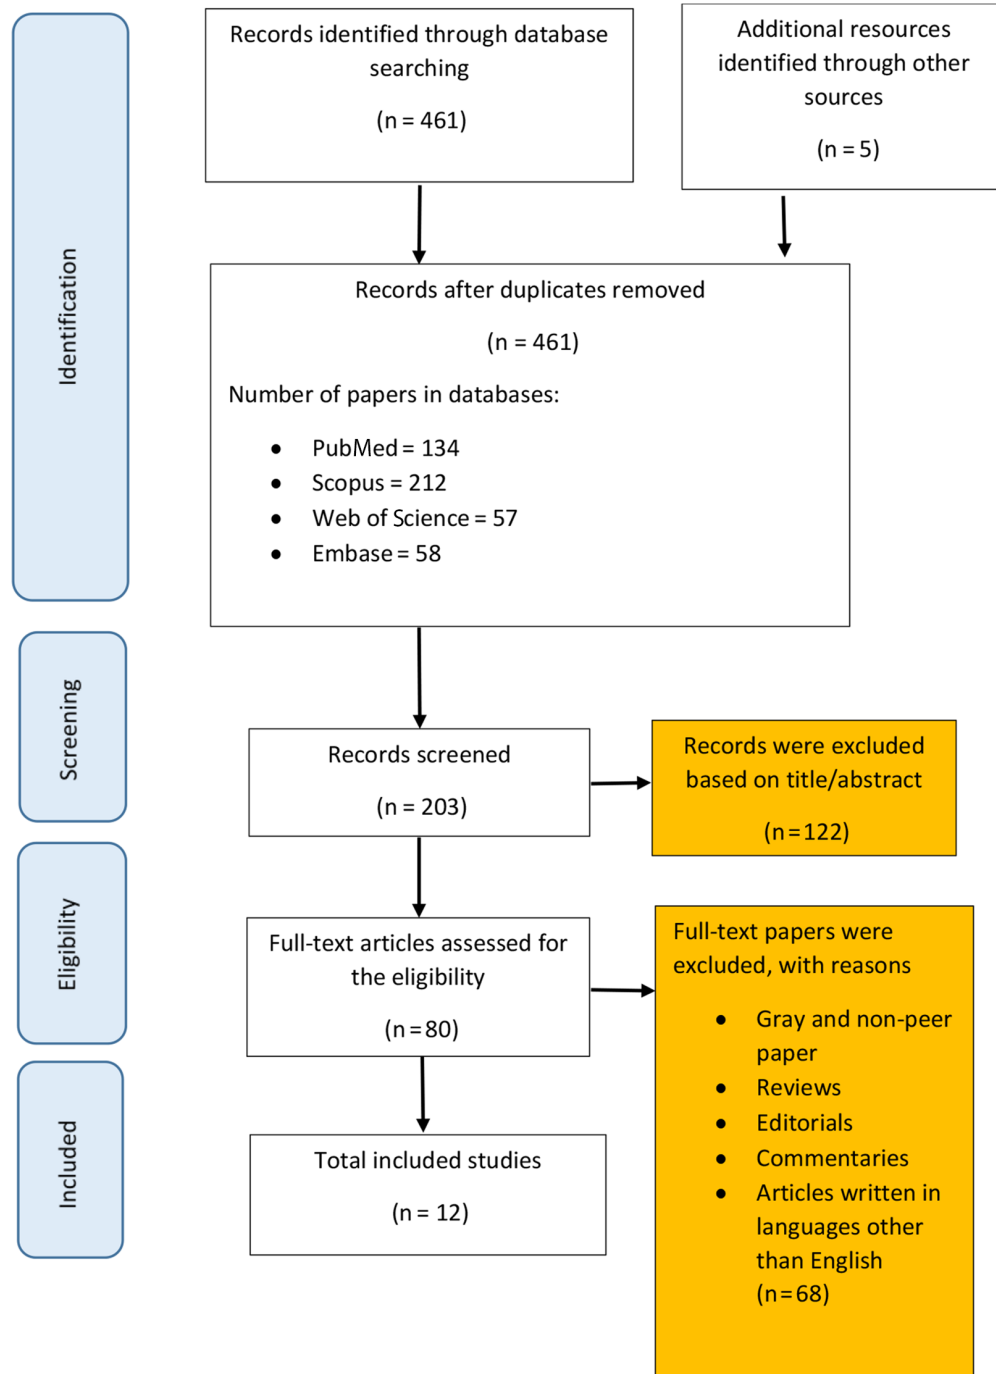 Records identified through database
searching
(n = 461)
Additional resources
identified through other
sources
(n = 5)
Identification
Records after duplicates removed
(n = 461)
Number of papers in databases:
• PubMed = 134
• Scopus = 212
• Web of Science = 57
• Embase = 58
Screening
Records screened
(n = 203)
Records were excluded
based on title/abstract
(n = 122)
Eligibility
Full-text articles assessed for
the eligibility
(n = 80)
Full-text papers were
excluded, with reasons
• Gray and non-peer
paper
• Reviews
• Editorials
• Commentaries
• Articles written in
languages other
than English
(n = 68)
Included
Total included studies
(n = 12)